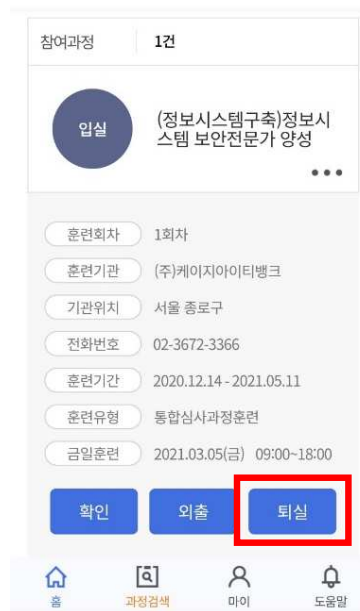 참여과정 1건
입실
(정보시스템구축)정보시
스템 보안전문가 양성
훈련회차 1회차
훈련기관 (주)케이지아이티뱅크
기관위치 서울 종로구
전화번호 02-3672-3366
훈련기간 2020.12.14 - 2021.05.11
훈련유형 통합심사과정훈련
금일훈련 2021.03.05(금) 09:00~18:00
확인 외출 퇴실
홈 과정검색 마이 도움말